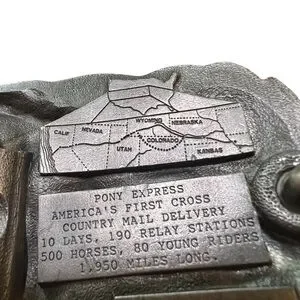 WYOMING
NEBRASKA
CALIF NEVADA
UTAH
COLORADO
KANSAS
PONY EXPRESS
AMERICA'S FIRST CROSS
COUNTRY MAIL DELIVERY
10 DAYS, 190 RELAY STATIONS
500 HORSES, 80 YOUNG RIDERS
1,950 MILES LONG.